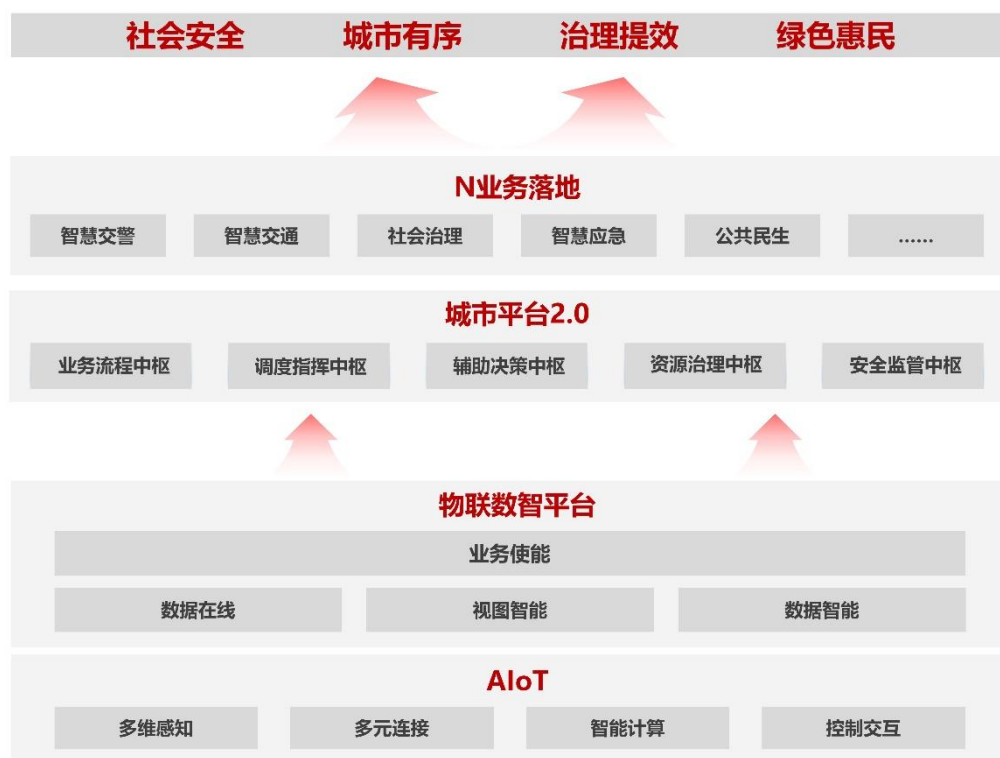 社会安全 城市有序 治理提效 绿色惠民
N业务落地
智慧交警 智慧交通 社会治理 智慧应急 公共民生 ......
城市平台2.0
业务流程中枢 调度指挥中枢 辅助决策中枢 资源治理中枢 安全监管中枢
物联数智平台
业务使能
数据在线 视图智能 数据智能
AIoT
多维感知 多元连接 智能计算 控制交互